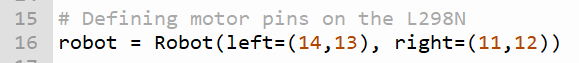 15 # Defining motor pins on the L298N
16 robot = Robot(left=(14,13), right=(11,12))